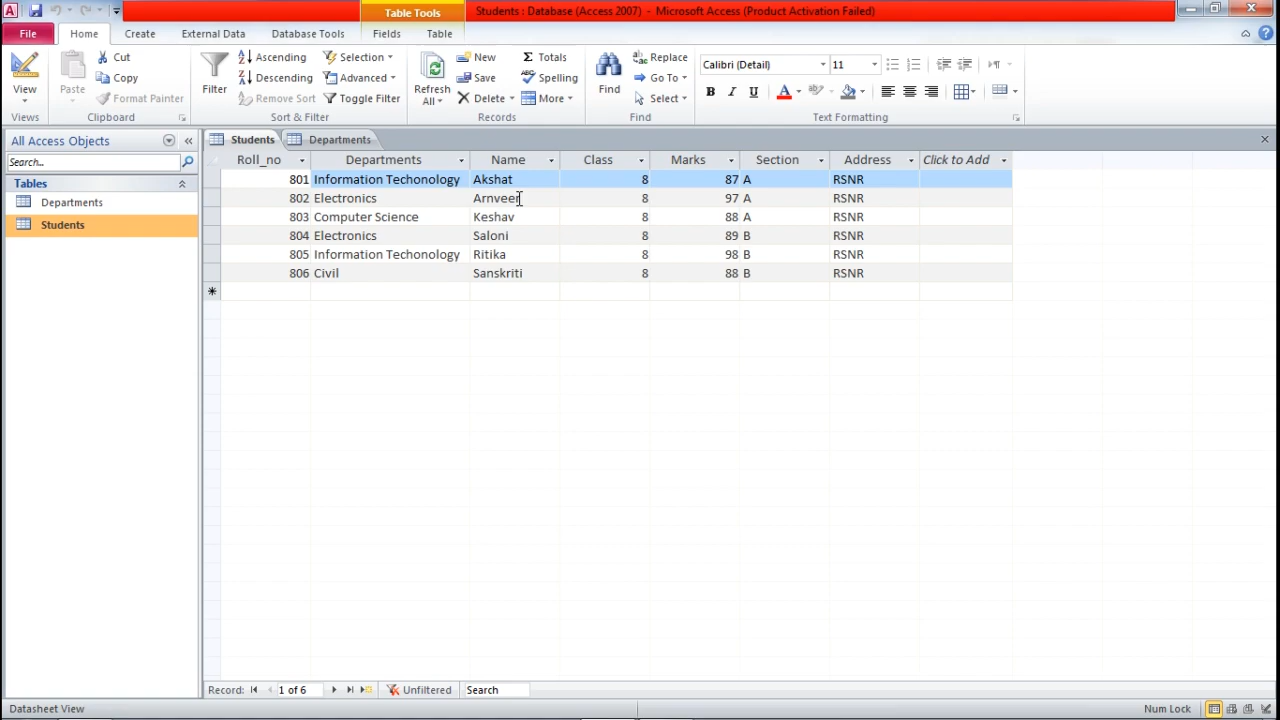 Table Tools
Students : Database (Access 2007) - Microsoft Access (Product Activation Failed)
File Home Create External Data Database Tools Fields Table
View
Views
Paste
Cut
Copy
Format Painter
Clipboard
Filter
Ascending
Descending
Remove Sort
Selection
Advanced
Toggle Filter
Sort & Filter
Refresh
All
New
Save
Delete
Totals
Spelling
More
Records
Find
Replace
Go To
Select
Find
Calibri (Detail) 11
B I U A
Text Formatting
All Access Objects
Search...
Tables
Departments
Students
Students Departments
Roll_no Departments Name Class Marks Section Address Click to Add
801 Information Techonology Akshat 8 87 A RSNR
802 Electronics Arnveer 8 97 A RSNR
803 Computer Science Keshav 8 88 A RSNR
804 Electronics Saloni 8 89 B RSNR
805 Information Techonology Ritika 8 98 B RSNR
806 Civil Sanskriti 8 88 B RSNR
Record: 1 of 6 Unfiltered Search
Datasheet View Num Lock